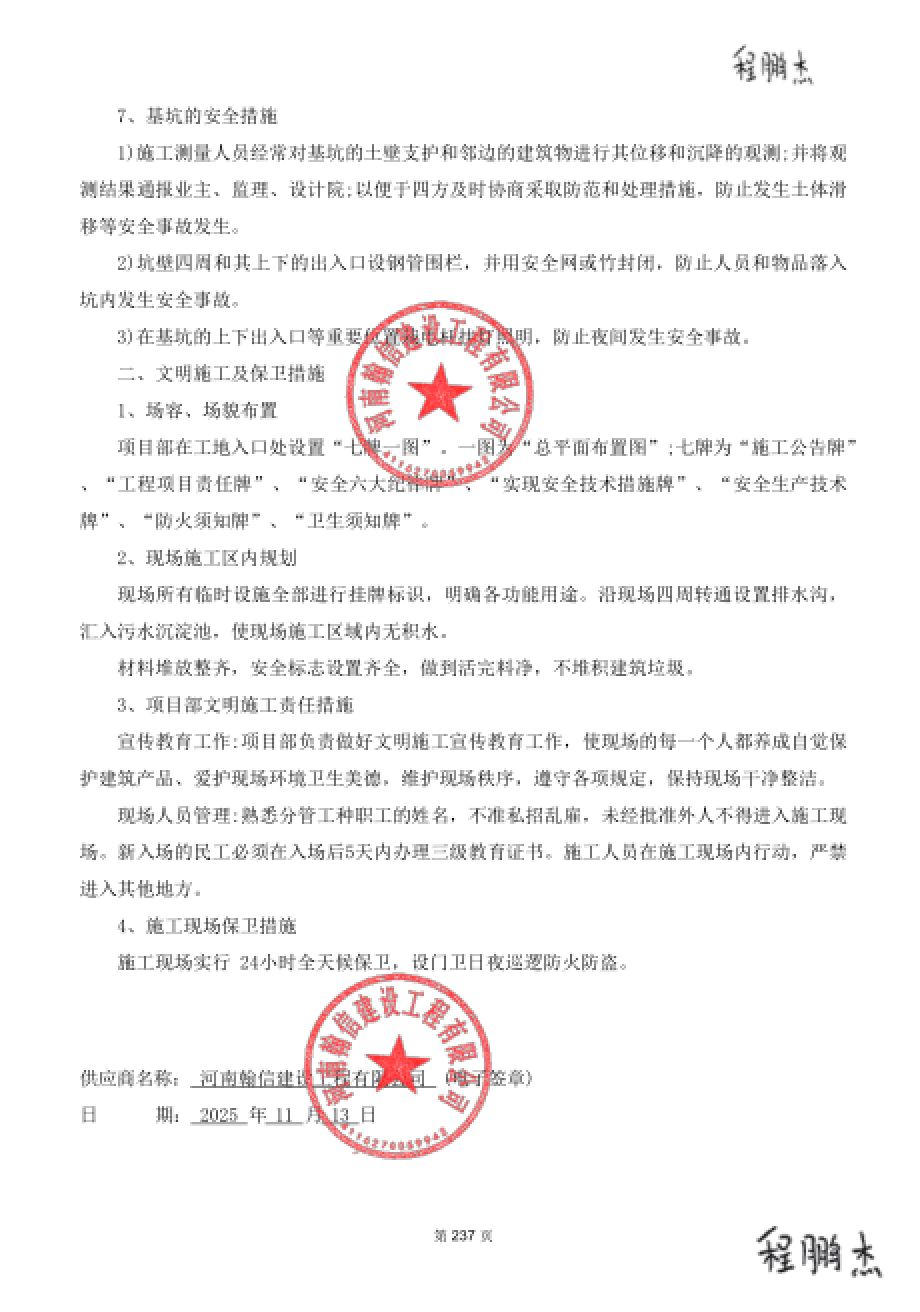 程鹏杰
7、基坑的安全措施
1)施工测量人员经常对基坑的土壁支护和邻边的建筑物进行其位移和沉降的观测;并将观
测结果通报业主、监理、设计院;以便于四方及时协商采取防范和处理措施，防止发生土体滑
移等安全事故发生。
2)坑壁四周和其上下的出入口设钢管围栏，并用安全网或竹封闭，防止人员和物品落入
坑内发生安全事故。
3)在基坑的上下出入口等重要位置 照明，防止夜间发生安全事故。
二、文明施工及保卫措施
1、场容、场貌布置
项目部在工地入口处设置“七牌一图”。一图为“总平面布置图”;七牌为“施工公告牌”
、“工程项目责任牌”、“安全六大纪律牌”、“实现安全技术措施牌”、“安全生产技术
牌”、“防火须知牌”、“卫生须知牌”。
河南翰信建设工程有限公司
4116270059942
2、现场施工区内规划
现场所有临时设施全部进行挂牌标识，明确各功能用途。沿现场四周转通设置排水沟，
汇入污水沉淀池，使现场施工区域内无积水。
材料堆放整齐，安全标志设置齐全，做到活完料净，不堆积建筑垃圾。
3、项目部文明施工责任措施
宣传教育工作:项目部负责做好文明施工宣传教育工作，使现场的每一个人都养成自觉保
护建筑产品、爱护现场环境卫生美德，维护现场秩序，遵守各项规定，保持现场干净整洁。
现场人员管理:熟悉分管工种职工的姓名，不准私招乱雇，未经批准外人不得进入施工现
场。新入场的民工必须在入场后5天内办理三级教育证书。施工人员在施工现场内行动，严禁
进入其他地方。
4、施工现场保卫措施
施工现场实行 24小时全天候保卫，设门卫日夜巡逻防火防盗。
供应商名称： 河南翰信建设工程有限公司 (电子签章)
日 期： 2025 年 11 月 13 日
河南翰信建设工程有限公司
4116270059942
第 237 页
程鹏杰